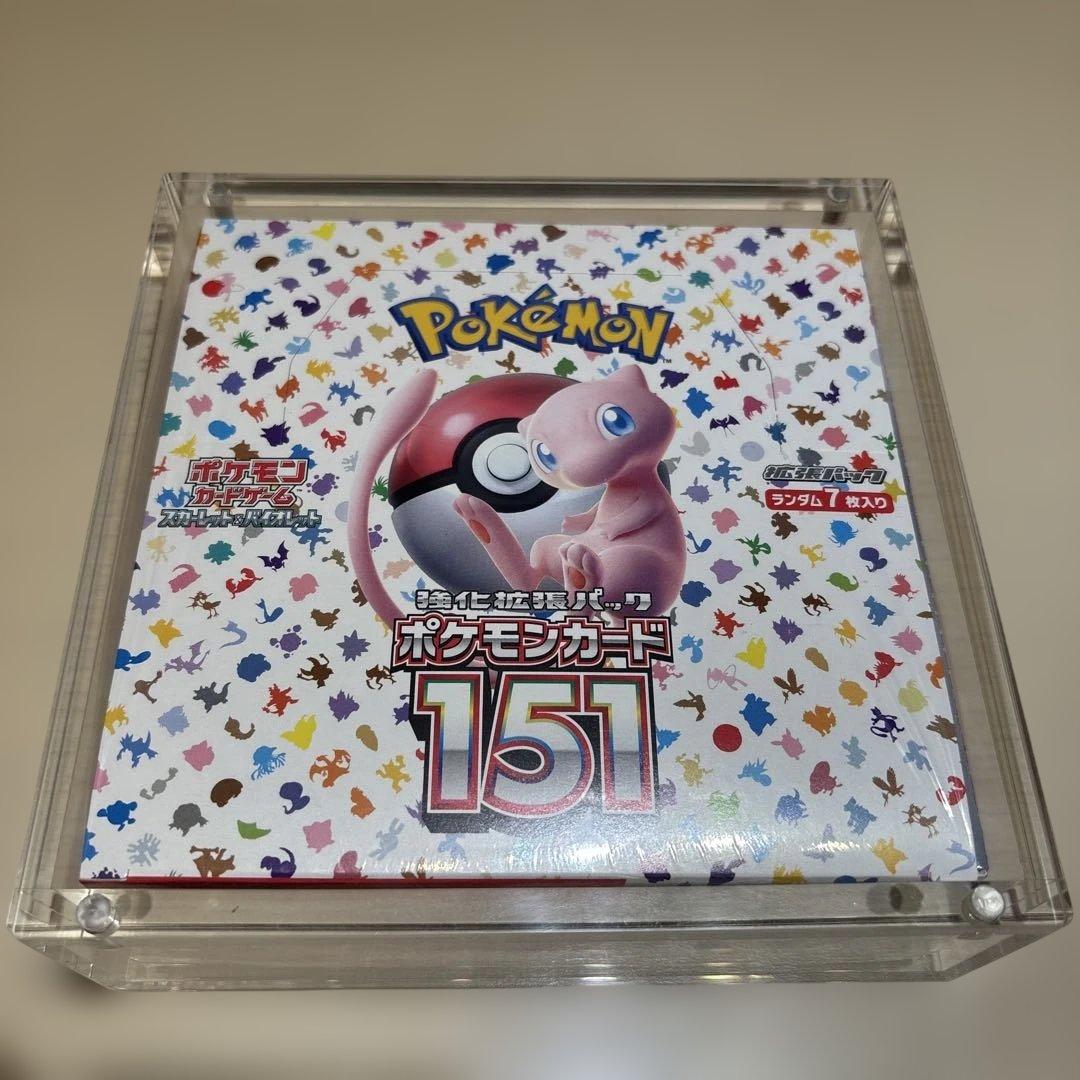 POKÉMON
TM
ポケモン
カードゲーム
スカーレット&バイオレット
拡張パック
ランダム7枚入り
強化拡張パック
ポケモンカード
151